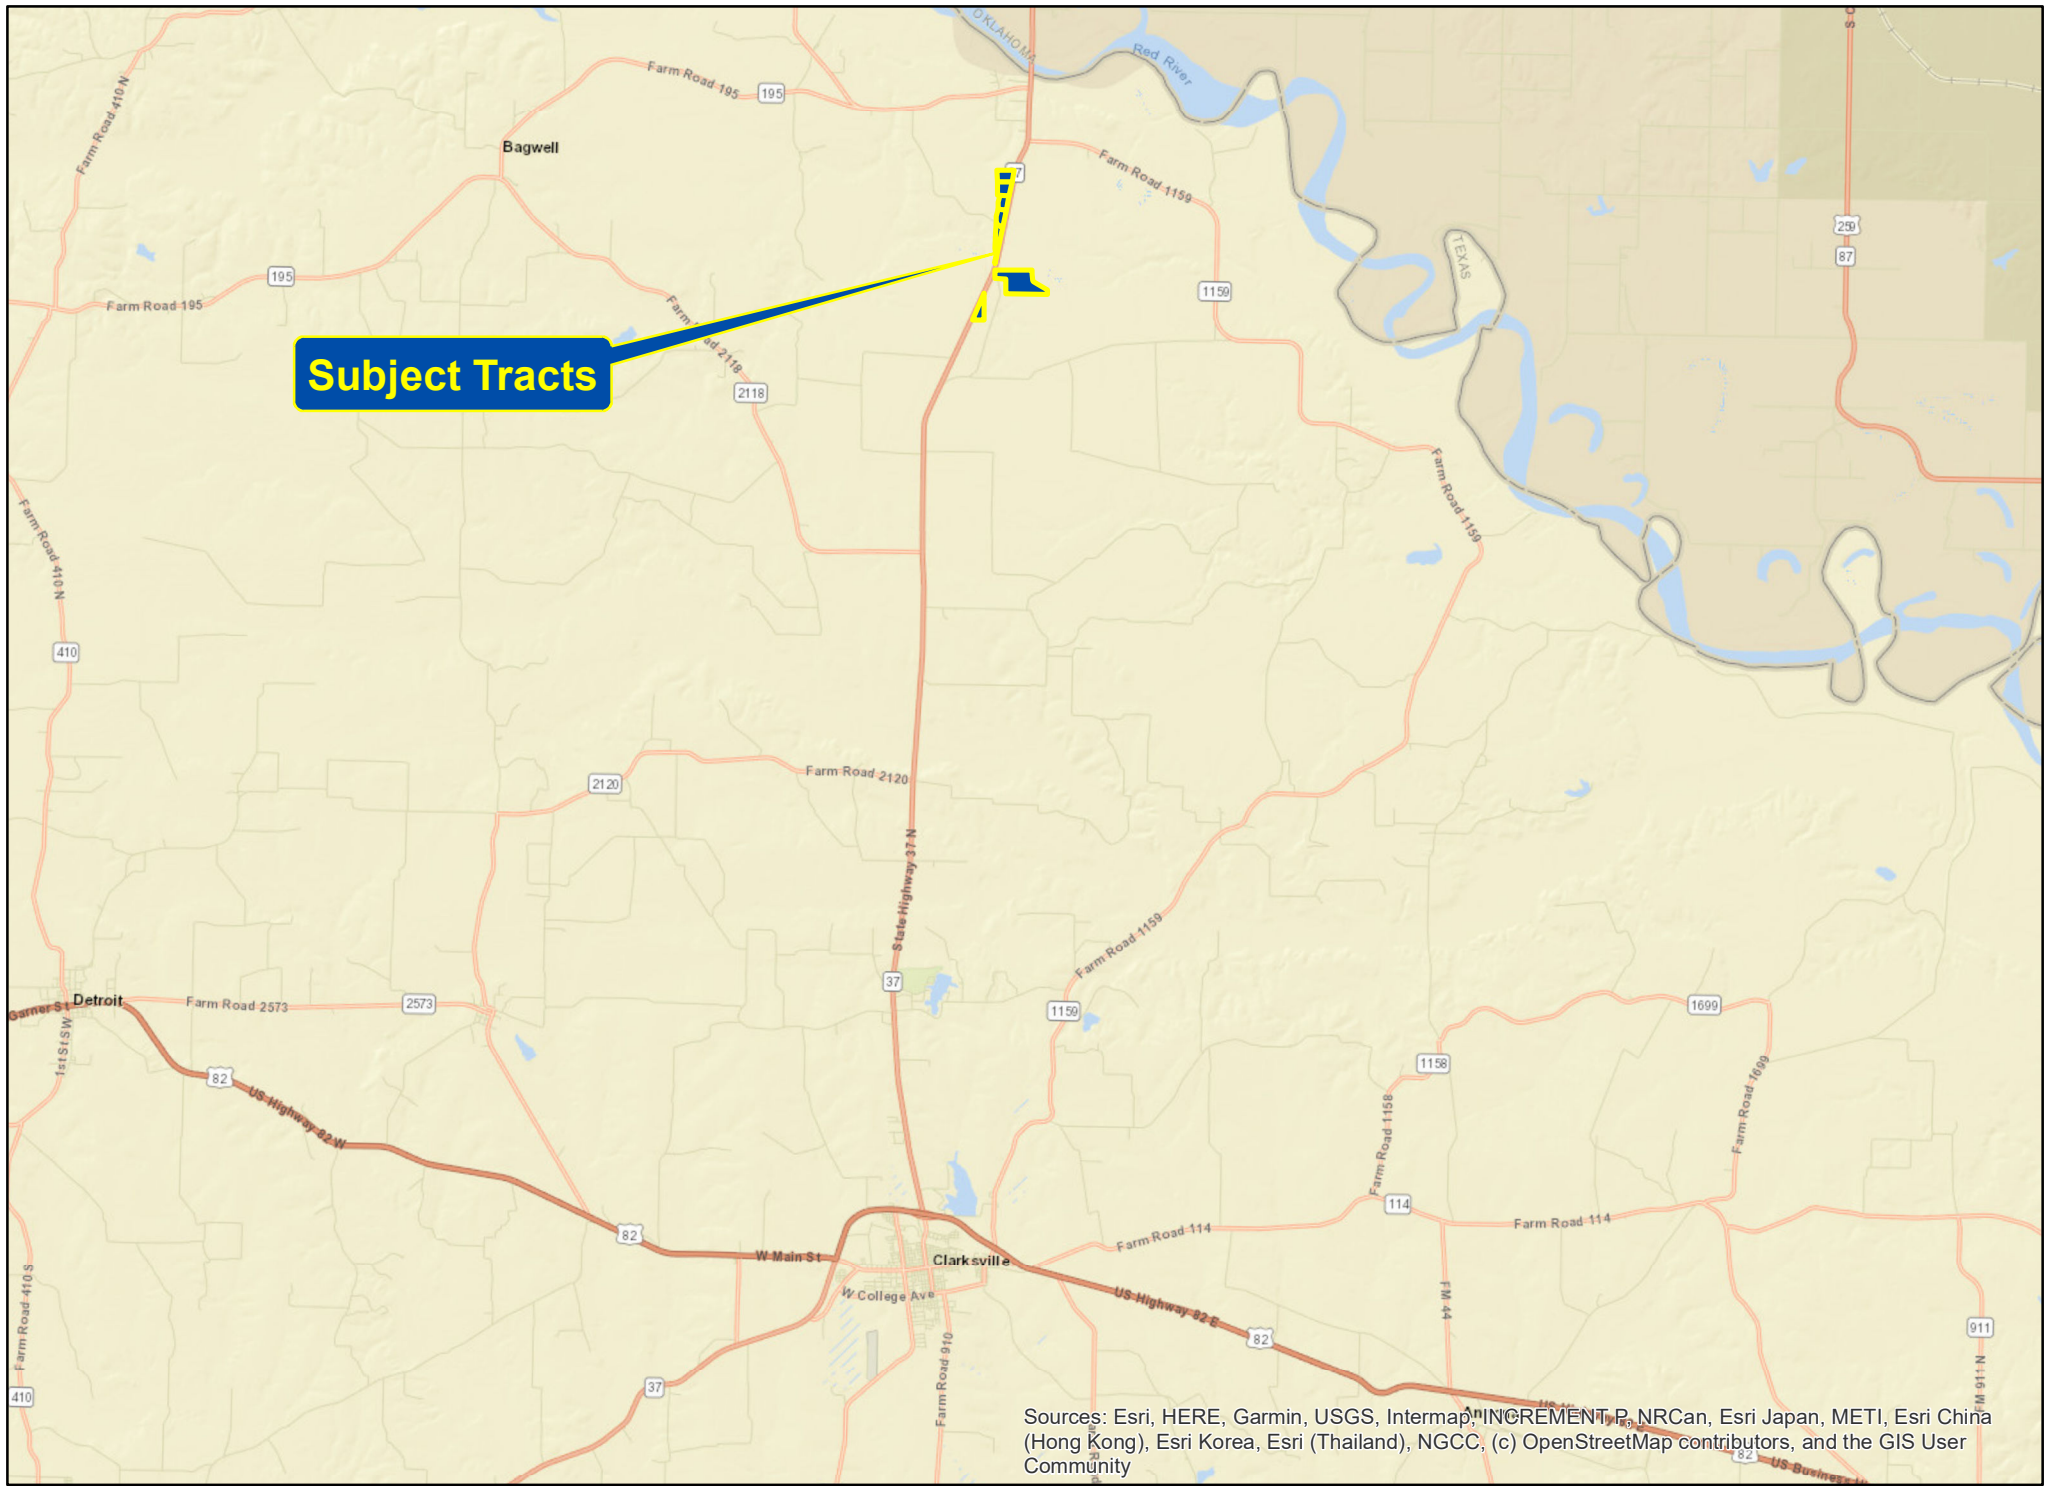 OKLAHOMA
Red River
Farm Road 195
195
Farm Road 410 N
Bagwell
7
Farm Road 1159
259
87
TEXAS
195
Farm Road 195
1159
Subject Tracts
Farm Road 2118
2118
Farm Road 1159
Farm Road 410 N
410
2120
Farm Road 2120
State Highway 37 N
37
Farm Road 1159
1159
Detroit
Garner St
1st St SW
Farm Road 2573
2573
1699
1158
82
US Highway 82 W
Farm Road 1158
Farm Road 1699
114
Farm Road 114
Farm Road 114
82
W Main St
Clarksville
W College Ave
US Highway 82 E
FM 44
82
911
Farm Road 410 S
410
37
Farm Road 910
FM 911 N
82
US Business
Sources: Esri, HERE, Garmin, USGS, Intermap, INCREMENT P, NRCan, Esri Japan, METI, Esri China
(Hong Kong), Esri Korea, Esri (Thailand), NGCC, (c) OpenStreetMap contributors, and the GIS User
Community